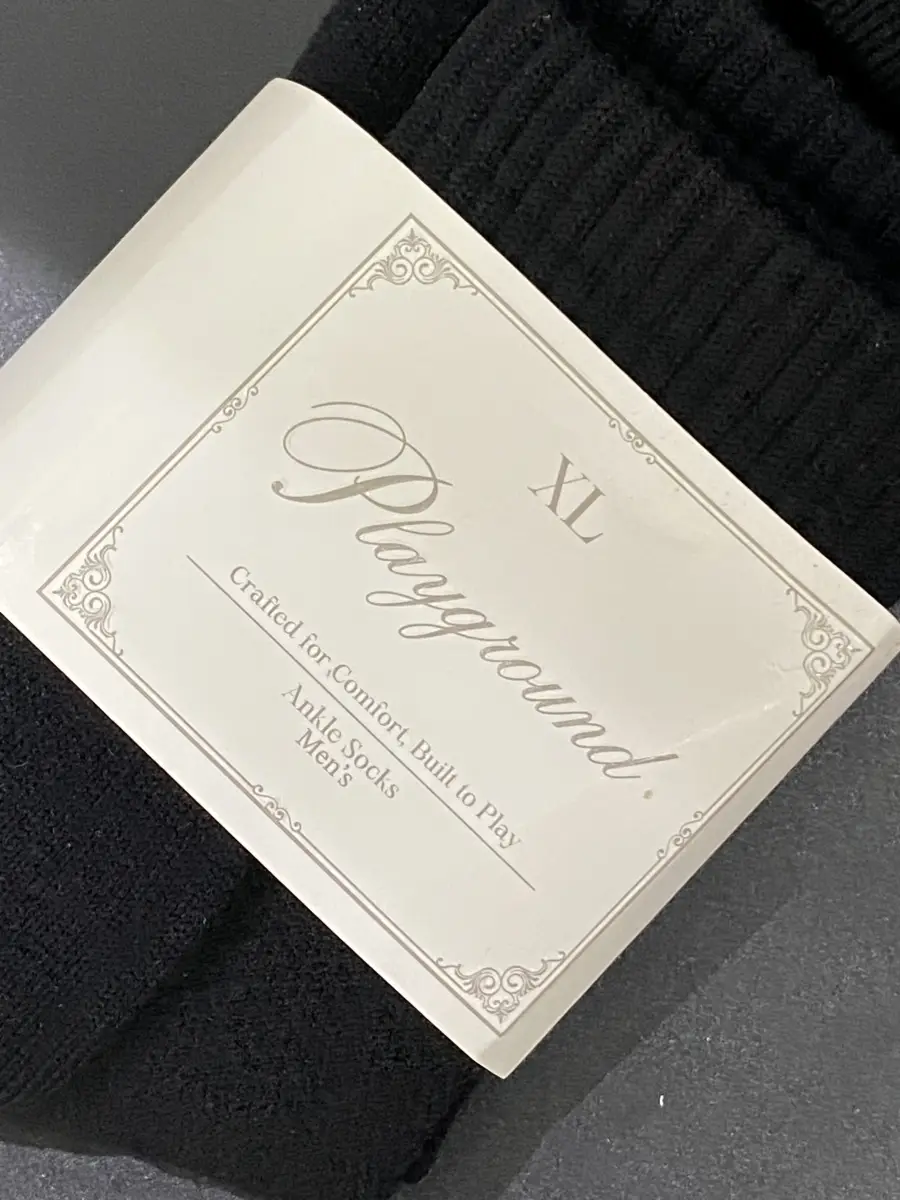 XL
Playground.
Crafted for Comfort, Built to Play
Ankle Socks
Men's